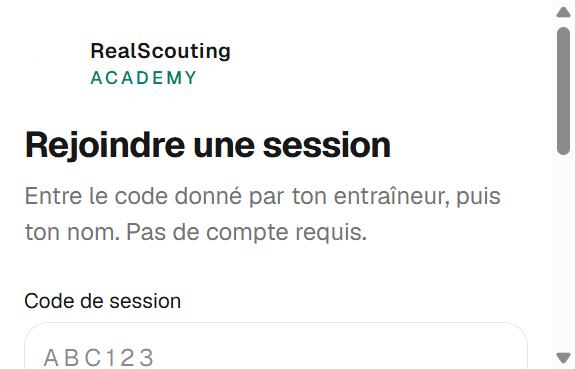 RealScouting
ACADEMY
Rejoindre une session
Entre le code donné par ton entraîneur, puis
ton nom. Pas de compte requis.
Code de session
ABC123